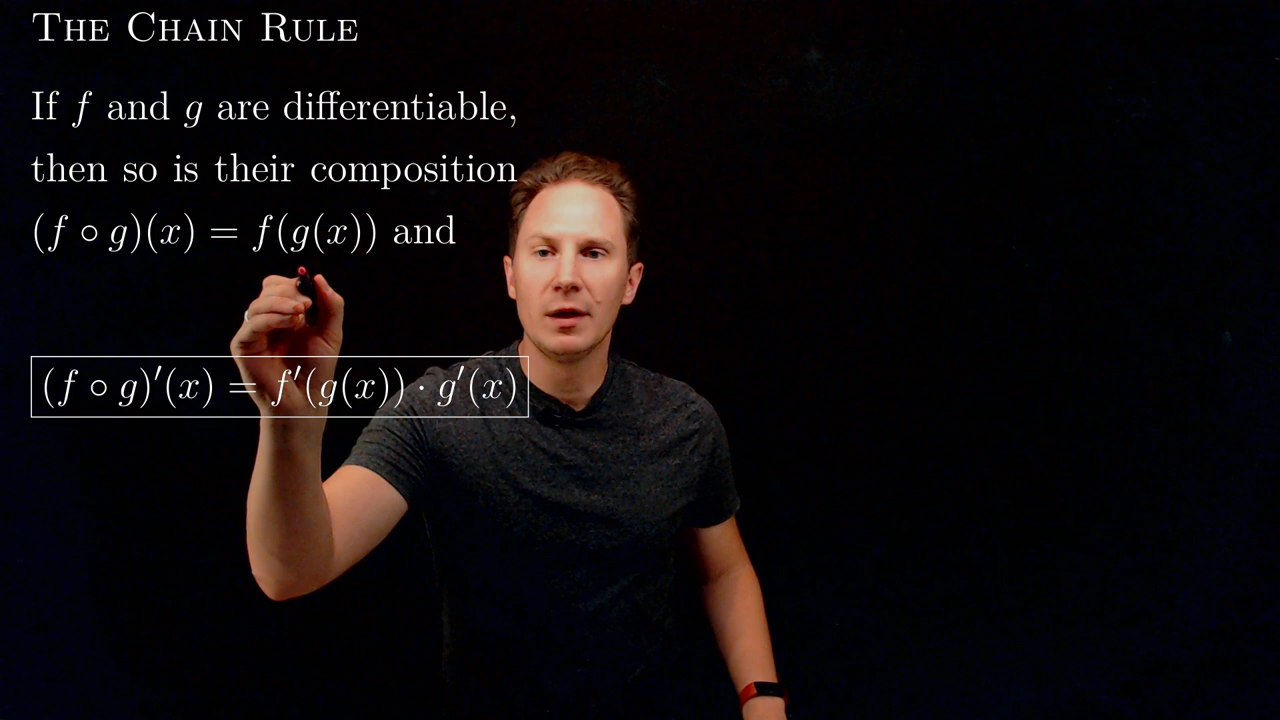 The Chain Rule
If f and g are differentiable,
then so is their composition
(f ∘ g)(x) = f(g(x)) and
(f ∘ g)′(x) = f′(g(x)) · g′(x)